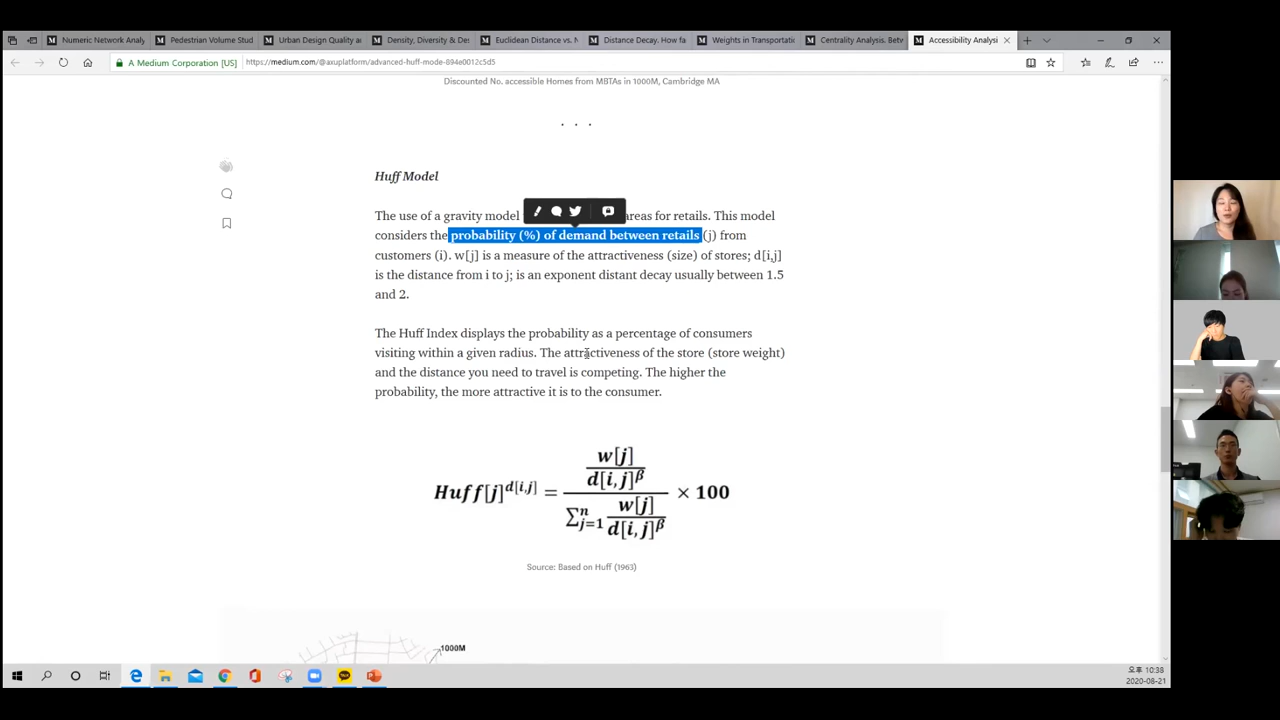 Numeric Network Analy
Pedestrian Volume Stud
Urban Design Quality a
Density, Diversity & De
Euclidean Distance vs. N
Distance Decay. How fa
Weights in Transportatio
Centrality Analysis. Betw
Accessibility Analysi
A Medium Corporation [US]
https://medium.com/@axuplatform/advanced-huff-mode-894e0012c5d5
Discounted No. accessible Homes from MBTAs in 1000M, Cambridge MA
. . .
Huff Model
The use of a gravity model areas for retails. This model
considers the probability (%) of demand between retails (j) from
customers (i). w[j] is a measure of the attractiveness (size) of stores; d[i,j]
is the distance from i to j; is an exponent distant decay usually between 1.5
and 2.
The Huff Index displays the probability as a percentage of consumers
visiting within a given radius. The attractiveness of the store (store weight)
and the distance you need to travel is competing. The higher the
probability, the more attractive it is to the consumer.
Huff[j]^d[i,j] = (w[j] / d[i,j]^β) / (∑_{j=1}^n w[j] / d[i,j]^β) × 100
Source: Based on Huff (1963)
1000M
오후 10:38
2020-08-21